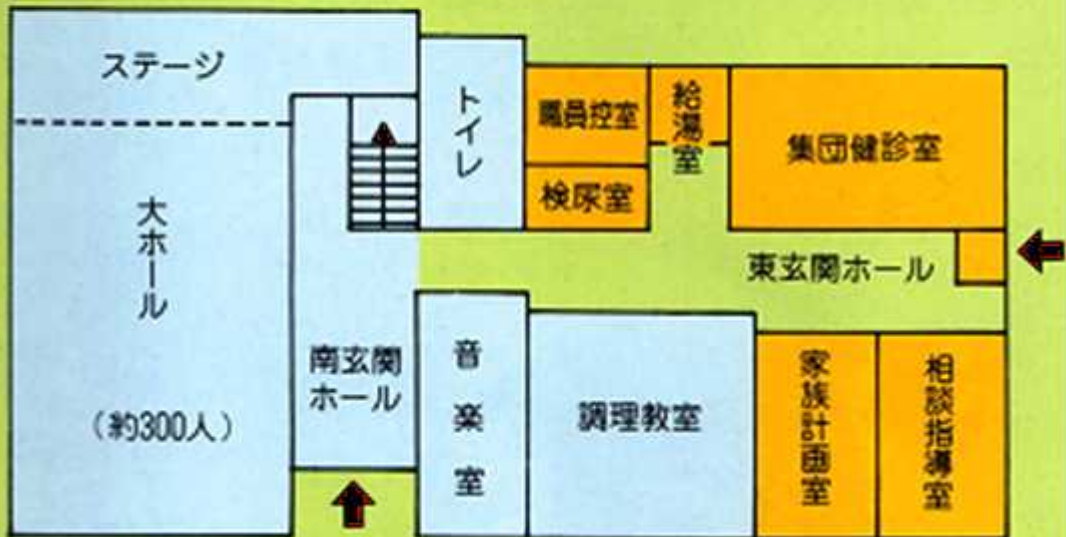 ステージ
大ホール
（約300人）
南玄関
ホール
トイレ
職員控室
検尿室
給湯室
集団健診室
東玄関ホール
音楽室
調理教室
家族計画室
相談指導室